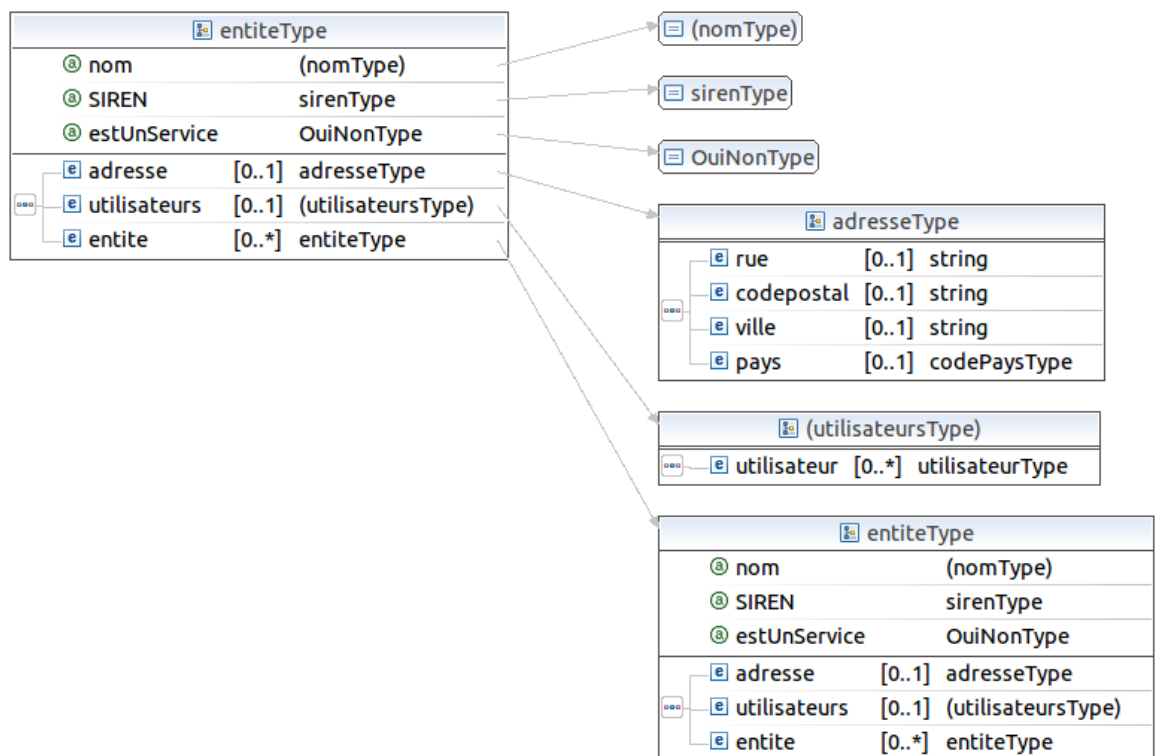 entiteType
nom (nomType)
SIREN sirenType
estUnService OuiNonType
adresse [0..1] adresseType
utilisateurs [0..1] (utilisateursType)
entite [0..*] entiteType
(nomType)
sirenType
OuiNonType
adresseType
rue [0..1] string
codepostal [0..1] string
ville [0..1] string
pays [0..1] codePaysType
(utilisateursType)
utilisateur [0..*] utilisateurType
entiteType
nom (nomType)
SIREN sirenType
estUnService OuiNonType
adresse [0..1] adresseType
utilisateurs [0..1] (utilisateursType)
entite [0..*] entiteType